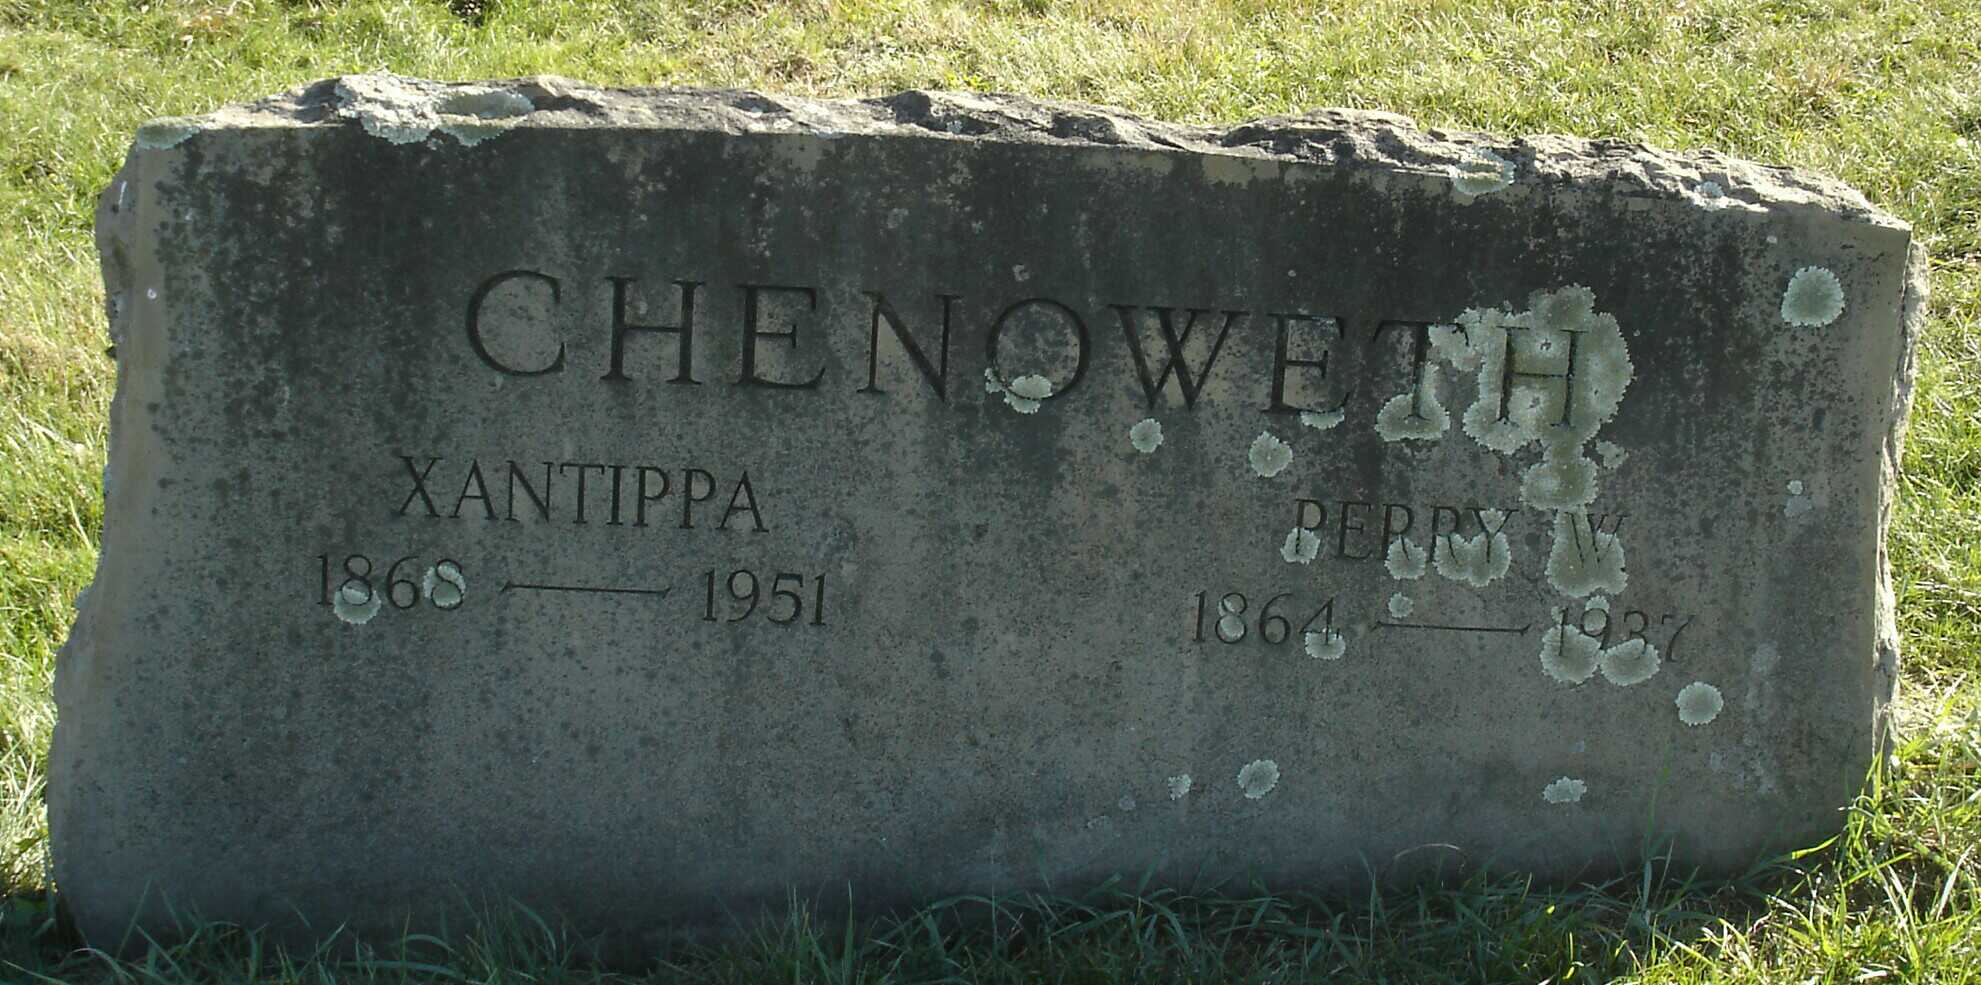 CHENOWETH
XANTIPPA
1868 — 1951
PERRY W
1864 — 1937